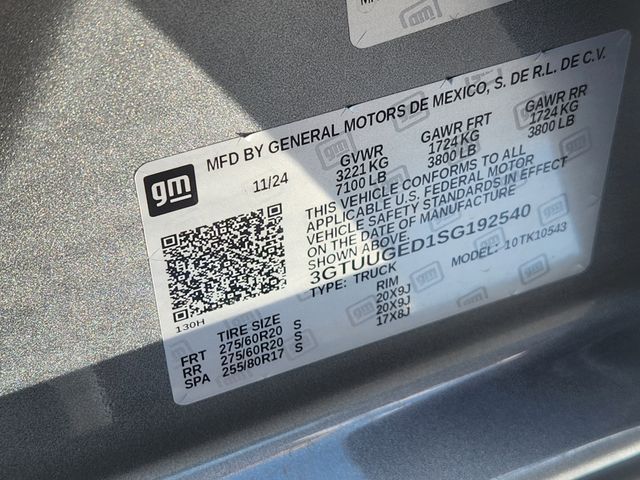 gm
MFD BY GENERAL MOTORS DE MEXICO, S. DE R.L. DE C.V.
11/24
GVWR GAWR FRT GAWR RR
3221 KG 1724 KG 1724 KG
7100 LB 3800 LB 3800 LB
THIS VEHICLE CONFORMS TO ALL
APPLICABLE U.S. FEDERAL MOTOR
VEHICLE SAFETY STANDARDS IN EFFECT
ON THE DATE OF MANUFACTURE
SHOWN ABOVE.
3GTUUGED1SG192540
TYPE: TRUCK MODEL: 10TK10543
130H
TIRE SIZE RIM
FRT 275/60R20 S 20X9J
RR 275/60R20 S 20X9J
SPA 255/80R17 S 17X8J